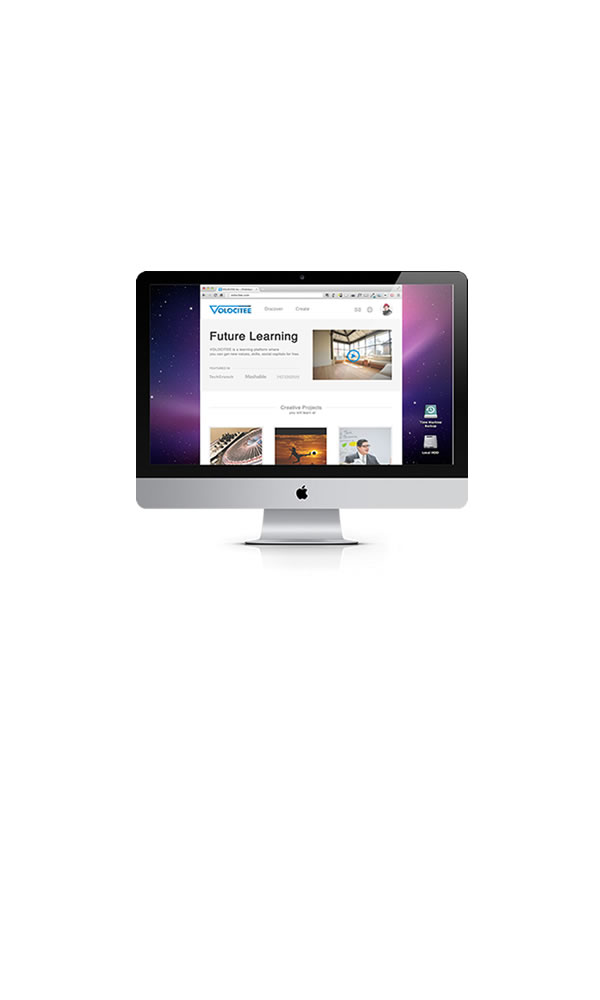 VOLOCITEE
Discover
Create
Future Learning
VOLOCITEE is a learning platform where
you can get new values, skills, social capitals for free
FEATURED IN
TechCrunch
Mashable
Creative Projects
you will learn at
Time Machine
Backup
Local HDD